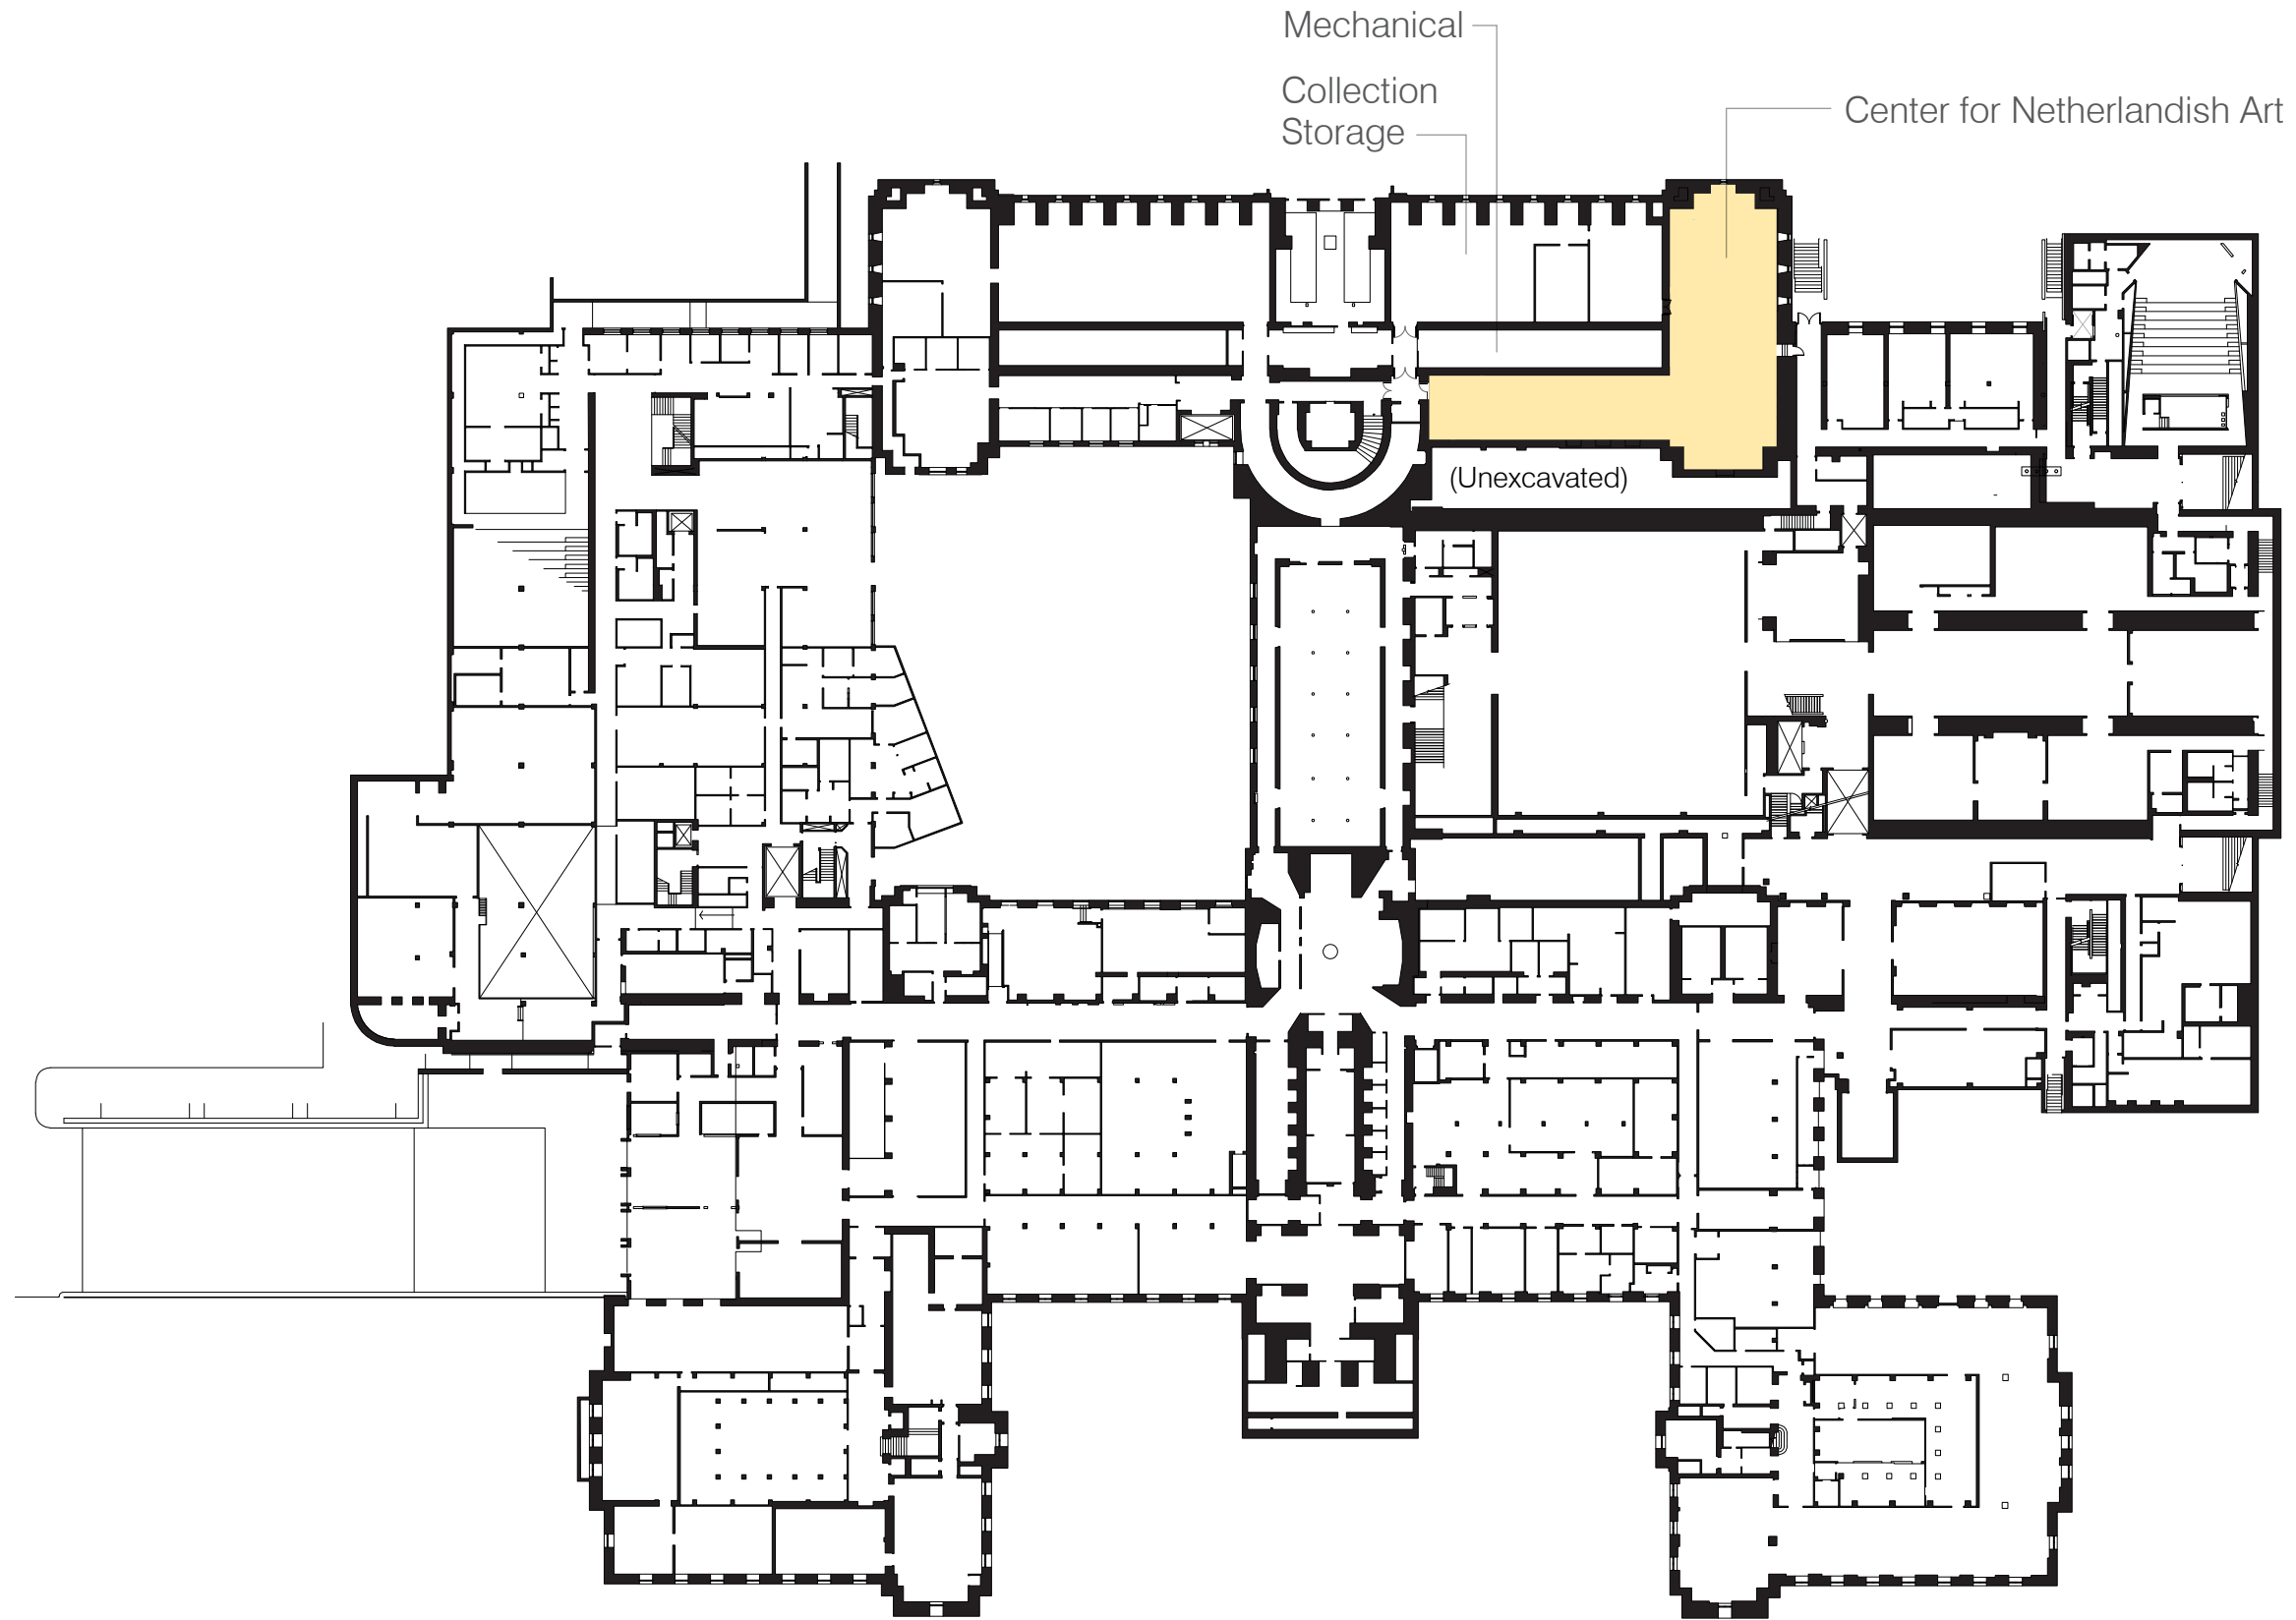 Mechanical
Collection
Storage
Center for Netherlandish Art
(Unexcavated)